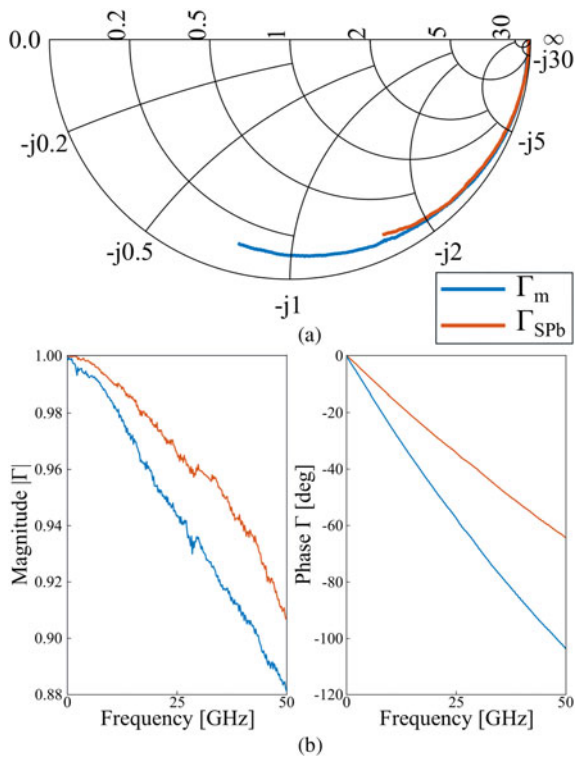 0.0
0.2
0.5
1
2
5
30
∞
-j30
-j5
-j2
-j1
-j0.5
-j0.2
Γm
ΓSPb
(a)
1.00
0.98
0.96
0.94
0.92
0.90
0.88
Magnitude |Γ|
0
25
50
Frequency [GHz]
0
-20
-40
-60
-80
-100
-120
Phase Γ [deg]
0
25
50
Frequency [GHz]
(b)